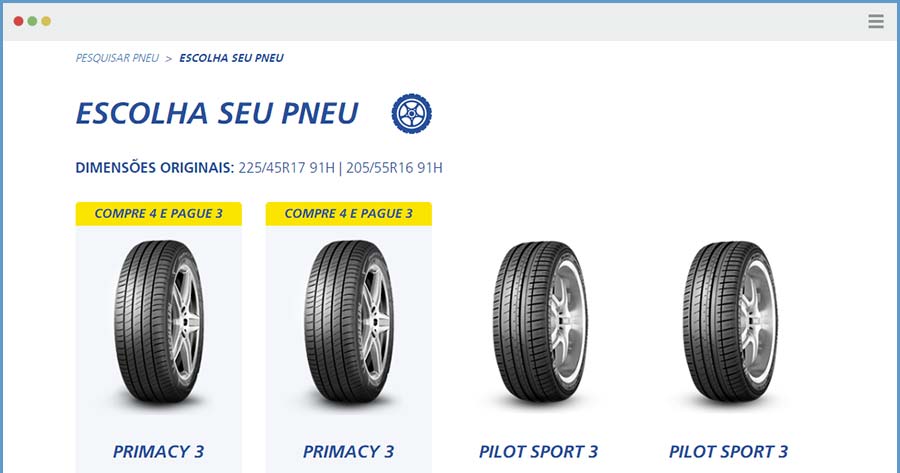 PESQUISAR PNEU > ESCOLHA SEU PNEU
ESCOLHA SEU PNEU
DIMENSÕES ORIGINAIS: 225/45R17 91H | 205/55R16 91H
COMPRE 4 E PAGUE 3 COMPRE 4 E PAGUE 3
PRIMACY 3 PRIMACY 3 PILOT SPORT 3 PILOT SPORT 3